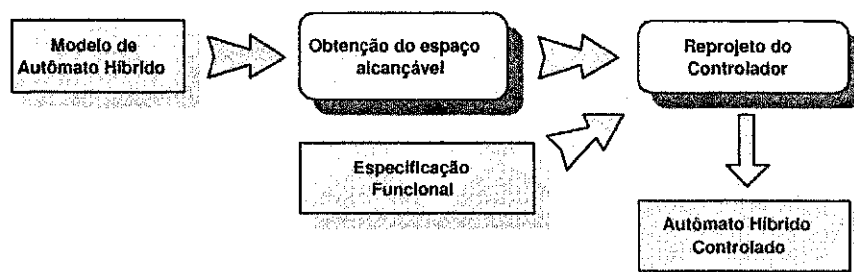 Modelo de
Autômato Híbrido
Obtenção do espaço
alcançável
Reprojeto do
Controlador
Especificação
Funcional
Autômato Híbrido
Controlado